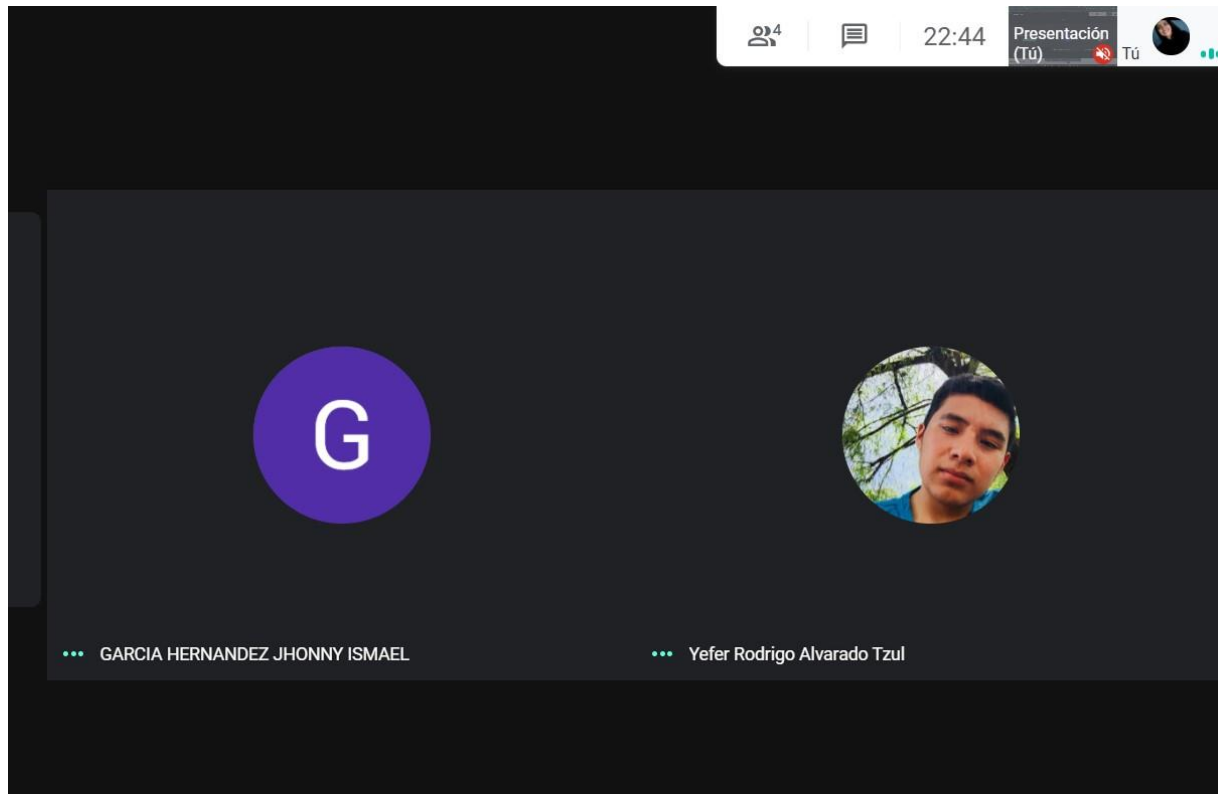 4
22:44
Presentación
(Tú)
Tú
G
GARCIA HERNANDEZ JHONNY ISMAEL
Yefer Rodrigo Alvarado Tzul